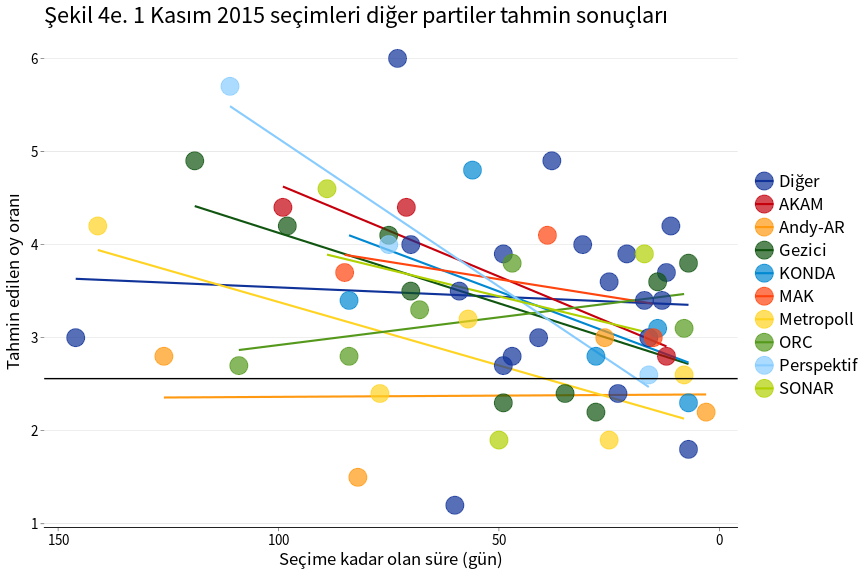 Şekil 4e. 1 Kasım 2015 seçimleri diğer partiler tahmin sonuçları
Tahmin edilen oy oranı
6
5
4
3
2
1
150
100
50
0
Seçime kadar olan süre (gün)
Diğer
AKAM
Andy-AR
Gezici
KONDA
MAK
Metropoll
ORC
Perspektif
SONAR